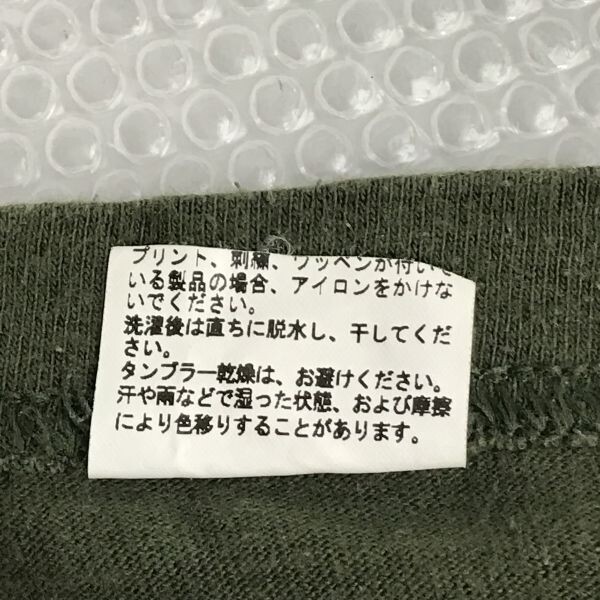 プリント、刺繍、ワッペンが付いて
いる製品の場合、アイロンをかけな
いでください。
洗濯後は直ちに脱水し、干してくだ
さい。
タンブラー乾燥は、お避けください。
汗や雨などで湿った状態、および摩擦
により色移りすることがあります。